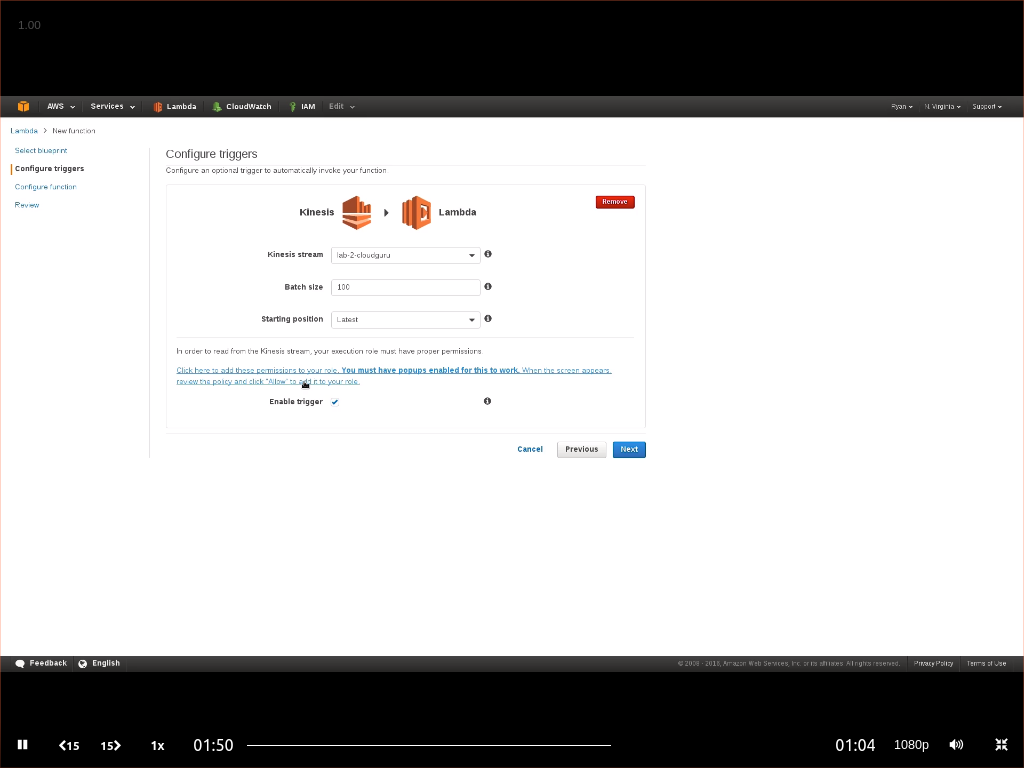 1.00
AWS Services Lambda CloudWatch IAM Edit Ryan N. Virginia Support
Lambda > New function
Select blueprint
Configure triggers
Configure function
Review
Configure triggers
Configure an optional trigger to automatically invoke your function
Kinesis Lambda
Remove
Kinesis stream lab-2-cloudguru
Batch size 100
Starting position Latest
In order to read from the Kinesis stream, your execution role must have proper permissions
Click here to add these permissions to your role. You must have popups enabled for this to work. When the screen appears,
review the policy and click "Allow" to add it to your role.
Enable trigger
Cancel Previous Next
Feedback English © 2008 - 2016, Amazon Web Services, Inc. or its affiliates. All rights reserved. Privacy Policy Terms of Use
15 15 1x 01:50 01:04 1080p